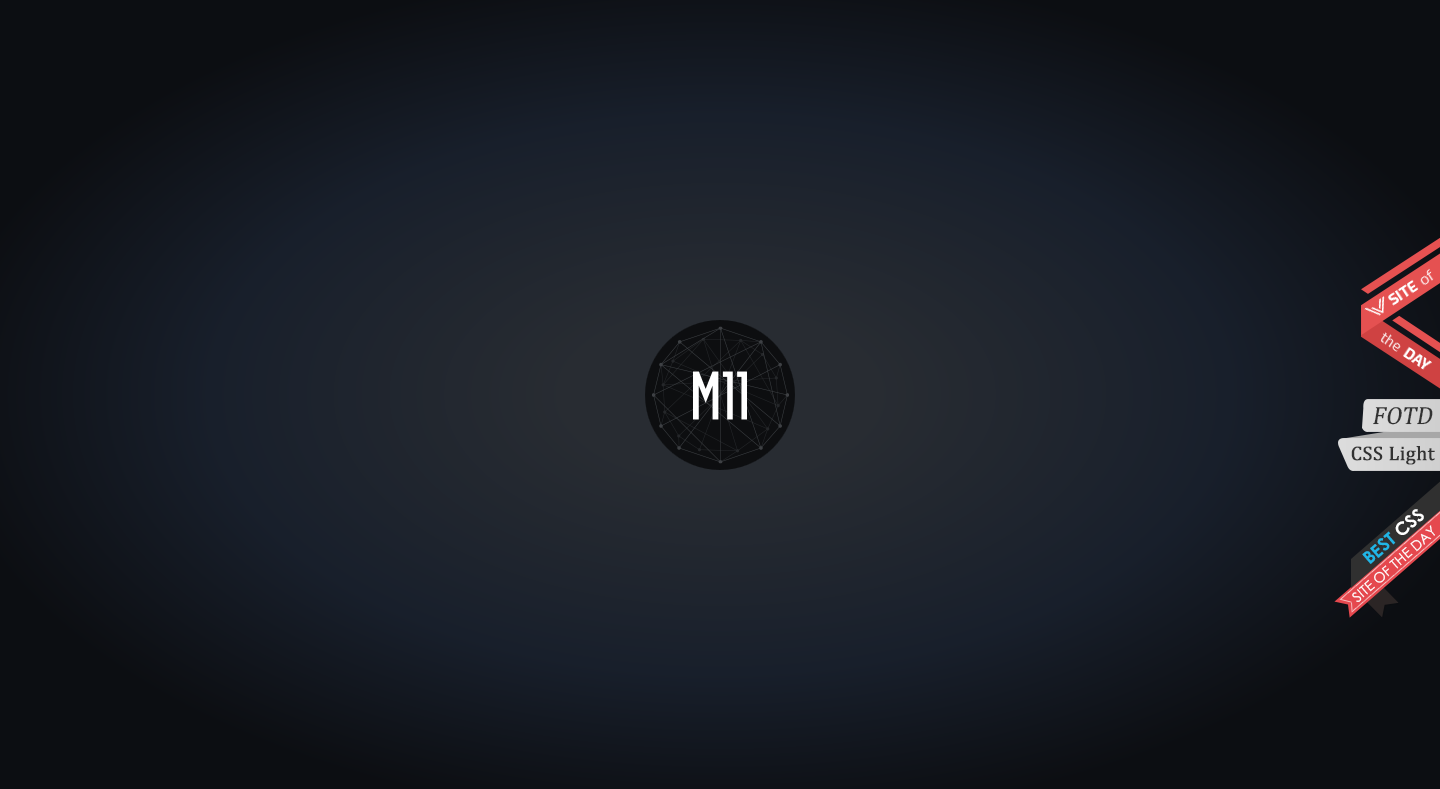 M11
SITE of
the DAY
FOTD
CSS Light
BEST CSS
SITE OF THE DAY